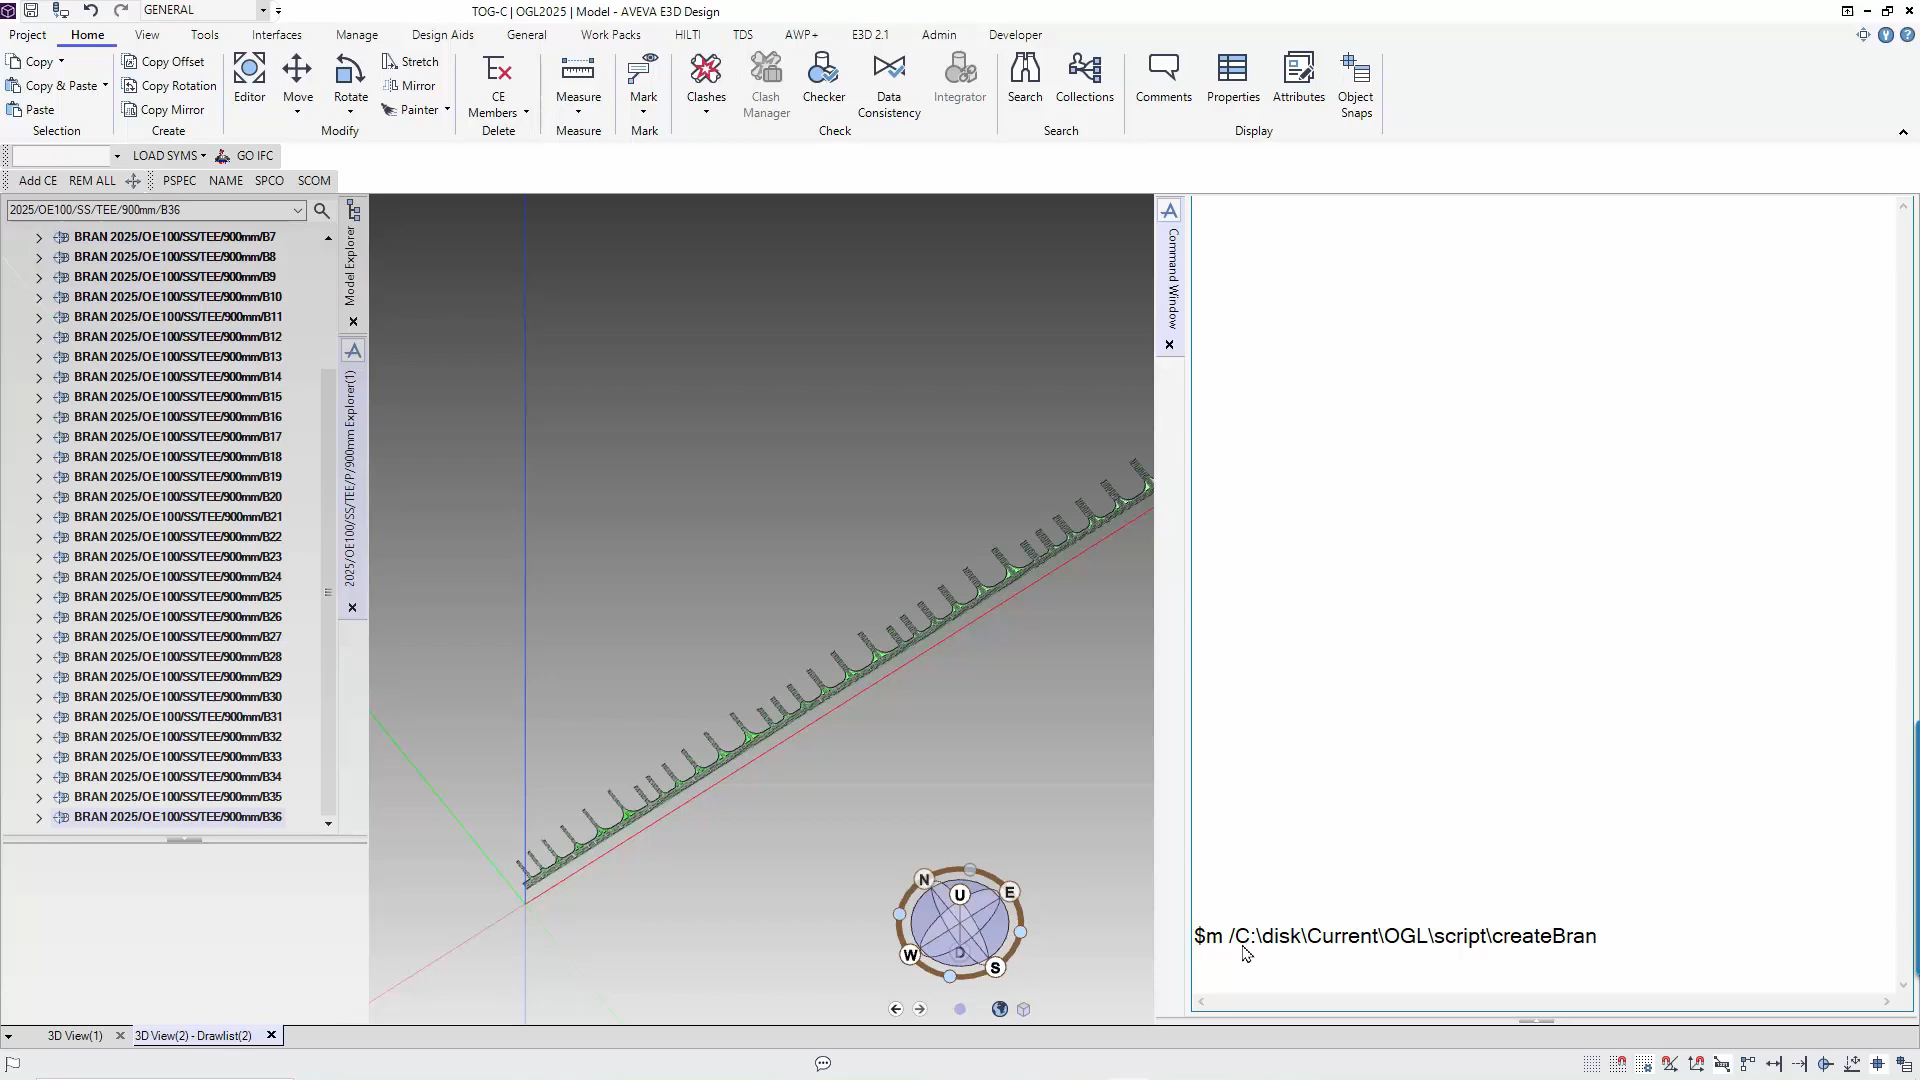 GENERAL
TOG-C | OGL2025 | Model - AVEVA E3D Design
Project
Home
View
Tools
Interfaces
Manage
Design Aids
General
Work Packs
HILTI
TDS
AWP+
E3D 2.1
Admin
Developer
Copy
Copy & Paste
Paste
Selection
Copy Offset
Copy Rotation
Copy Mirror
Create
Editor
Move
Rotate
Stretch
Mirror
Painter
Modify
CE
Members
Delete
Measure
Measure
Mark
Mark
Clashes
Clash
Manager
Checker
Data
Consistency
Integrator
Check
Search
Collections
Search
Comments
Properties
Attributes
Object
Snaps
Display
LOAD SYMS
GO IFC
Add CE
REM ALL
PSPEC
NAME
SPCO
SCOM
2025/OE100/SS/TEE/900mm/B36
BRAN 2025/OE100/SS/TEE/900mm/B7
BRAN 2025/OE100/SS/TEE/900mm/B8
BRAN 2025/OE100/SS/TEE/900mm/B9
BRAN 2025/OE100/SS/TEE/900mm/B10
BRAN 2025/OE100/SS/TEE/900mm/B11
BRAN 2025/OE100/SS/TEE/900mm/B12
BRAN 2025/OE100/SS/TEE/900mm/B13
BRAN 2025/OE100/SS/TEE/900mm/B14
BRAN 2025/OE100/SS/TEE/900mm/B15
BRAN 2025/OE100/SS/TEE/900mm/B16
BRAN 2025/OE100/SS/TEE/900mm/B17
BRAN 2025/OE100/SS/TEE/900mm/B18
BRAN 2025/OE100/SS/TEE/900mm/B19
BRAN 2025/OE100/SS/TEE/900mm/B20
BRAN 2025/OE100/SS/TEE/900mm/B21
BRAN 2025/OE100/SS/TEE/900mm/B22
BRAN 2025/OE100/SS/TEE/900mm/B23
BRAN 2025/OE100/SS/TEE/900mm/B24
BRAN 2025/OE100/SS/TEE/900mm/B25
BRAN 2025/OE100/SS/TEE/900mm/B26
BRAN 2025/OE100/SS/TEE/900mm/B27
BRAN 2025/OE100/SS/TEE/900mm/B28
BRAN 2025/OE100/SS/TEE/900mm/B29
BRAN 2025/OE100/SS/TEE/900mm/B30
BRAN 2025/OE100/SS/TEE/900mm/B31
BRAN 2025/OE100/SS/TEE/900mm/B32
BRAN 2025/OE100/SS/TEE/900mm/B33
BRAN 2025/OE100/SS/TEE/900mm/B34
BRAN 2025/OE100/SS/TEE/900mm/B35
BRAN 2025/OE100/SS/TEE/900mm/B36
Model Explorer
2025/OE100/SS/TEE/P/900mm Explorer(1)
N
U
E
W
D
S
Command Window
$m /C:\disk\Current\OGL\script\createBran
3D View(1)
3D View(2) - Drawlist(2)